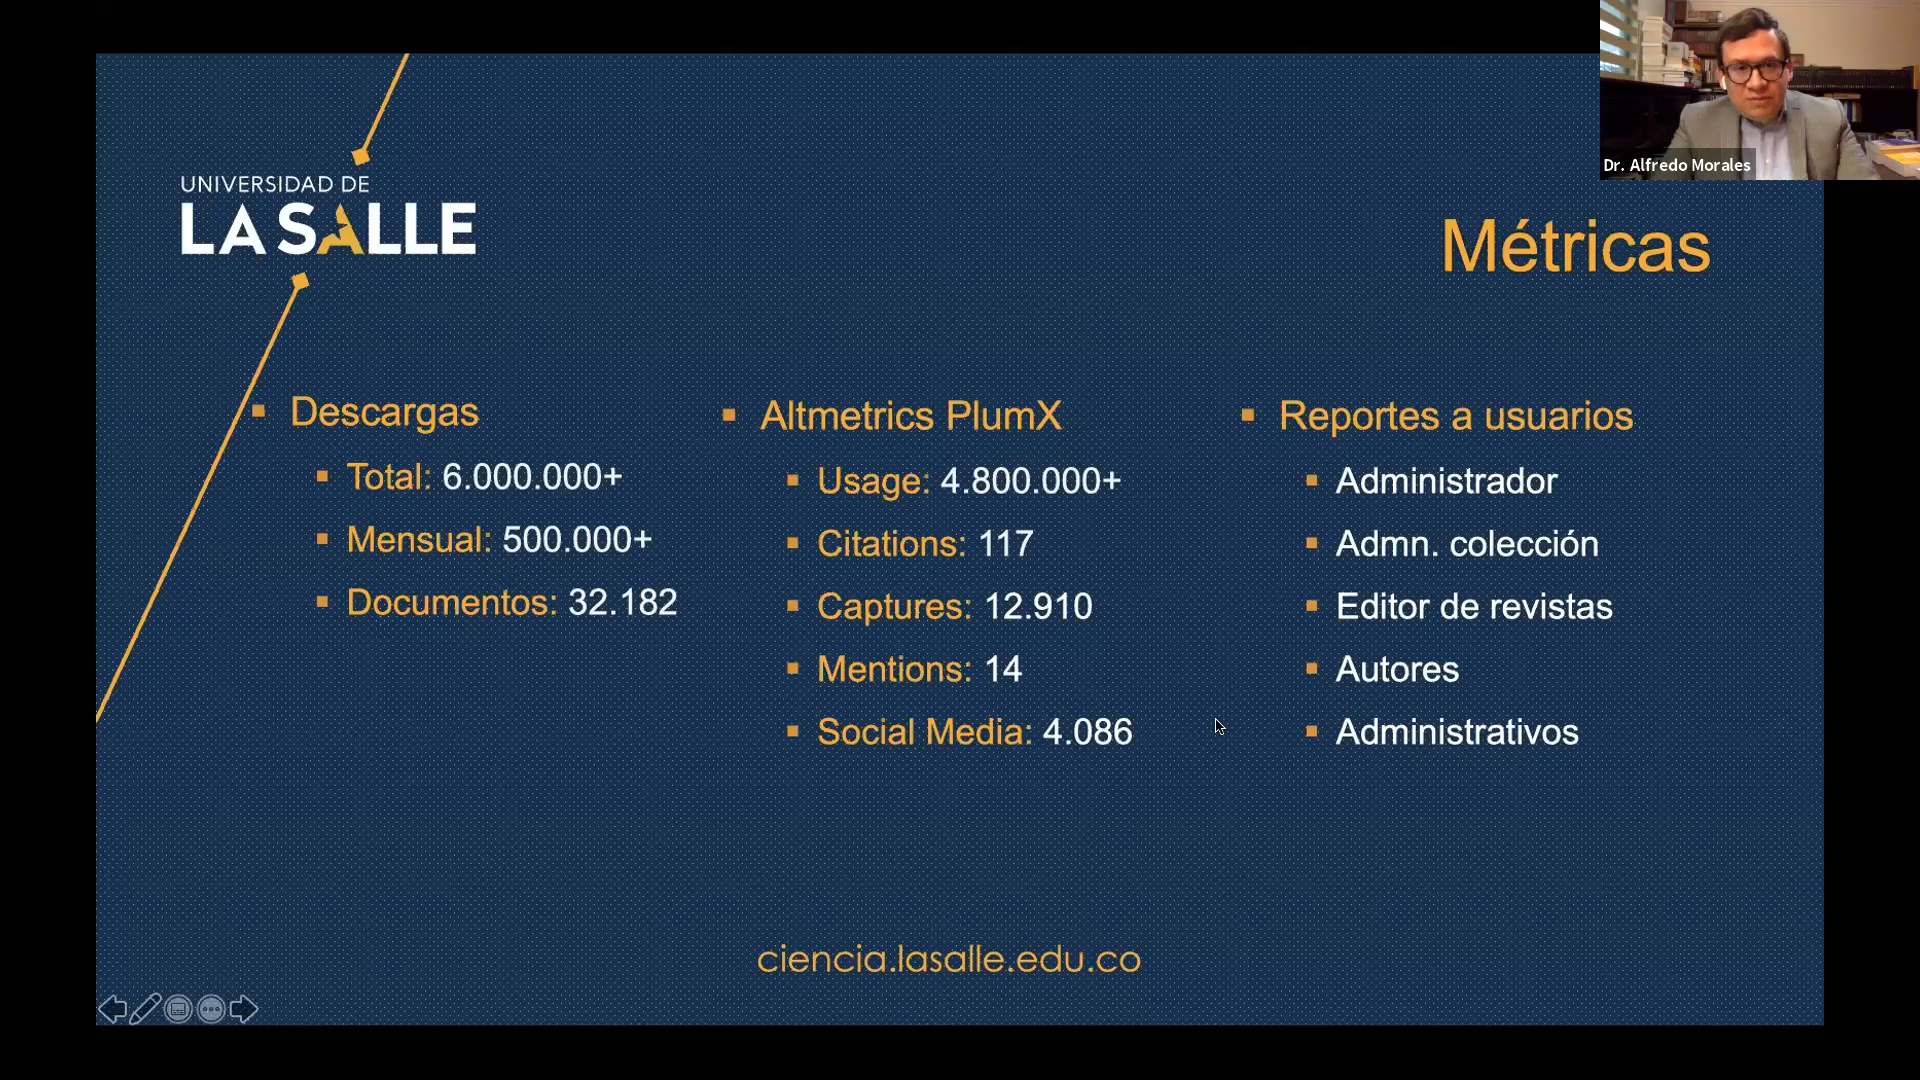 Dr. Alfredo Morales
UNIVERSIDAD DE
LA SALLE
Métricas
Descargas
Total: 6.000.000+
Mensual: 500.000+
Documentos: 32.182
Altmetrics PlumX
Usage: 4.800.000+
Citations: 117
Captures: 12.910
Mentions: 14
Social Media: 4.086
Reportes a usuarios
Administrador
Admn. colección
Editor de revistas
Autores
Administrativos
ciencia.lasalle.edu.co